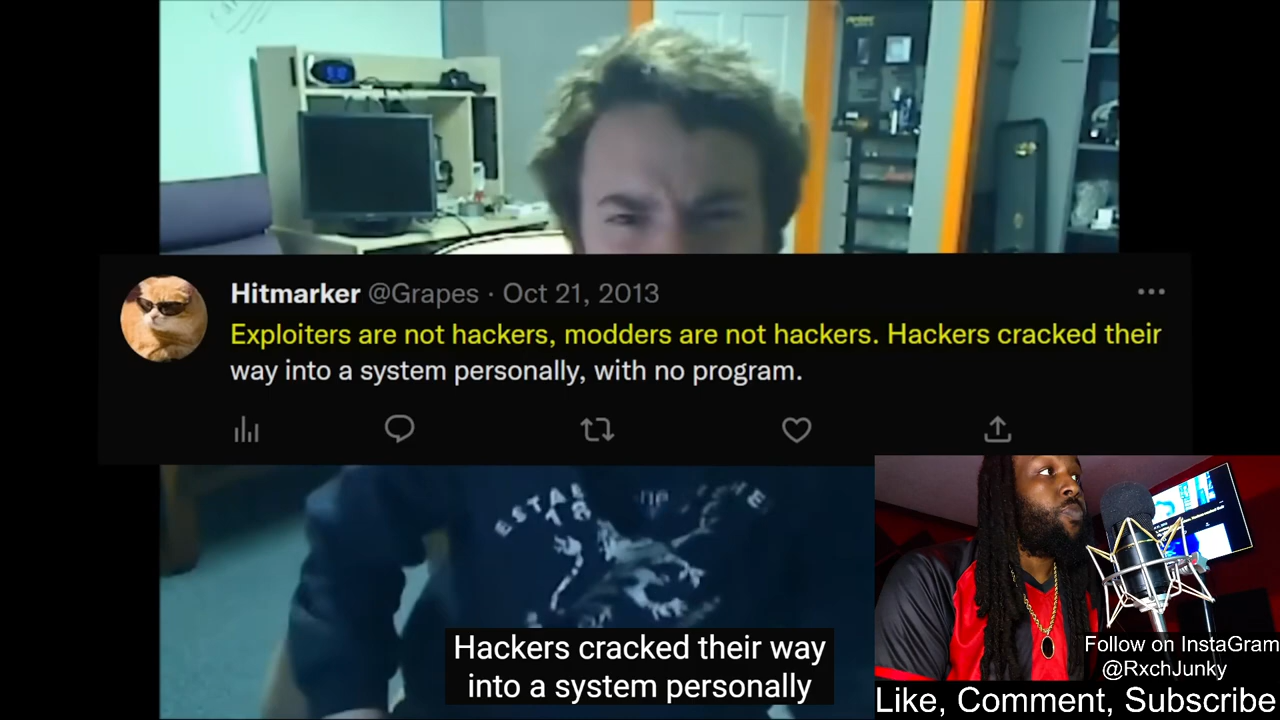 Hitmarker @Grapes · Oct 21, 2013
Exploiters are not hackers, modders are not hackers. Hackers cracked their
way into a system personally, with no program.
Hackers cracked their way
into a system personally
Follow on InstaGram
@RxchJunky
Like, Comment, Subscribe